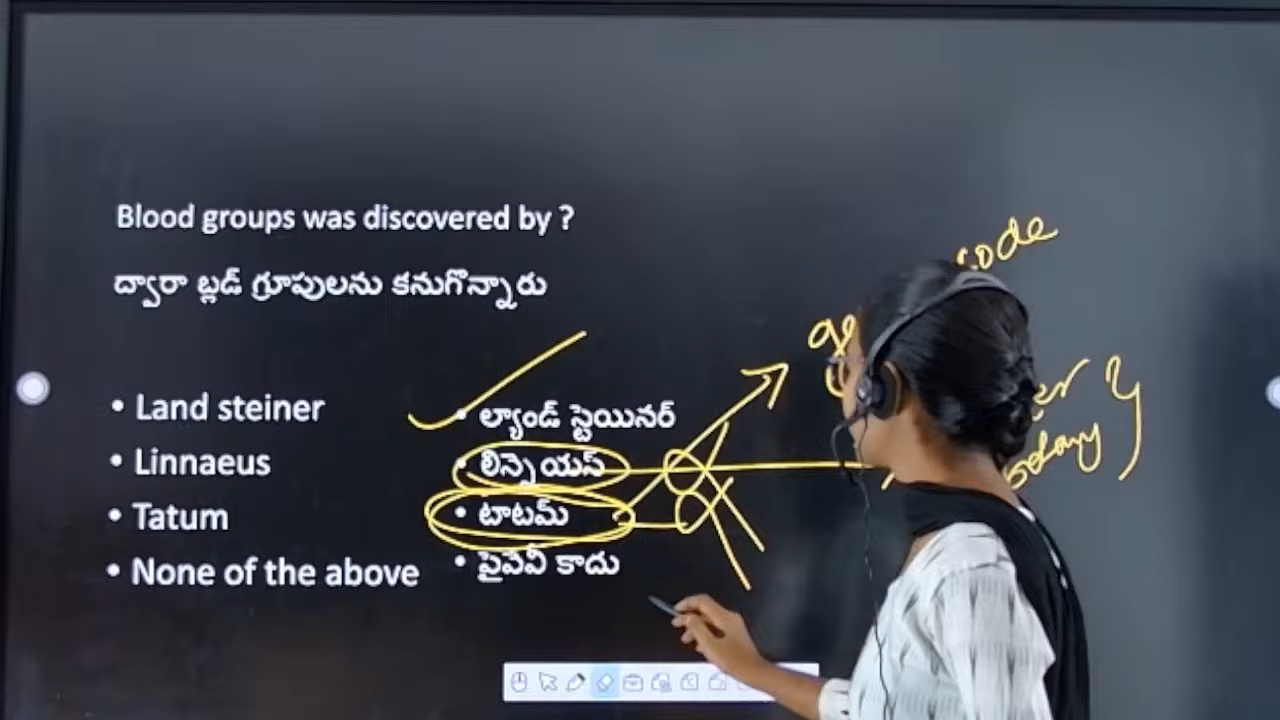 Blood groups was discovered by ?
ద్వారా బ్లడ్ గ్రూపులను కనుగొన్నారు
• Land steiner
• Linnaeus
• Tatum
• None of the above
• ల్యాండ్ స్టెయినర్
• లీన్నెయస్
• టాటమ్
• పైవేవీ కాదు
code